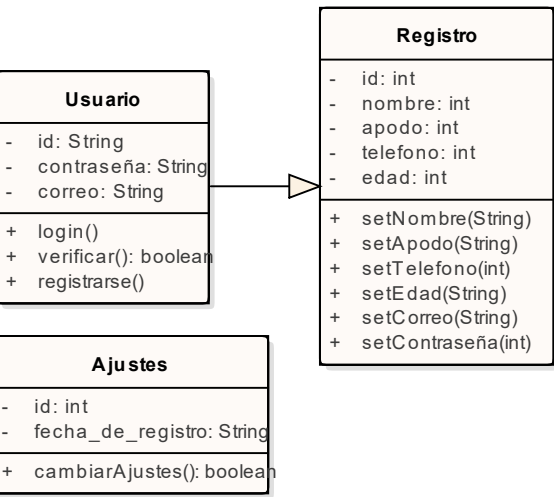 Usuario
- id: String
- contraseña: String
- correo: String
+ login()
+ verificar(): boolean
+ registrarse()
Registro
- id: int
- nombre: int
- apodo: int
- telefono: int
- edad: int
+ setNombre(String)
+ setApodo(String)
+ setTelefono(int)
+ setEdad(String)
+ setCorreo(String)
+ setContraseña(int)
Ajustes
- id: int
- fecha_de_registro: String
+ cambiarAjustes(): boolean